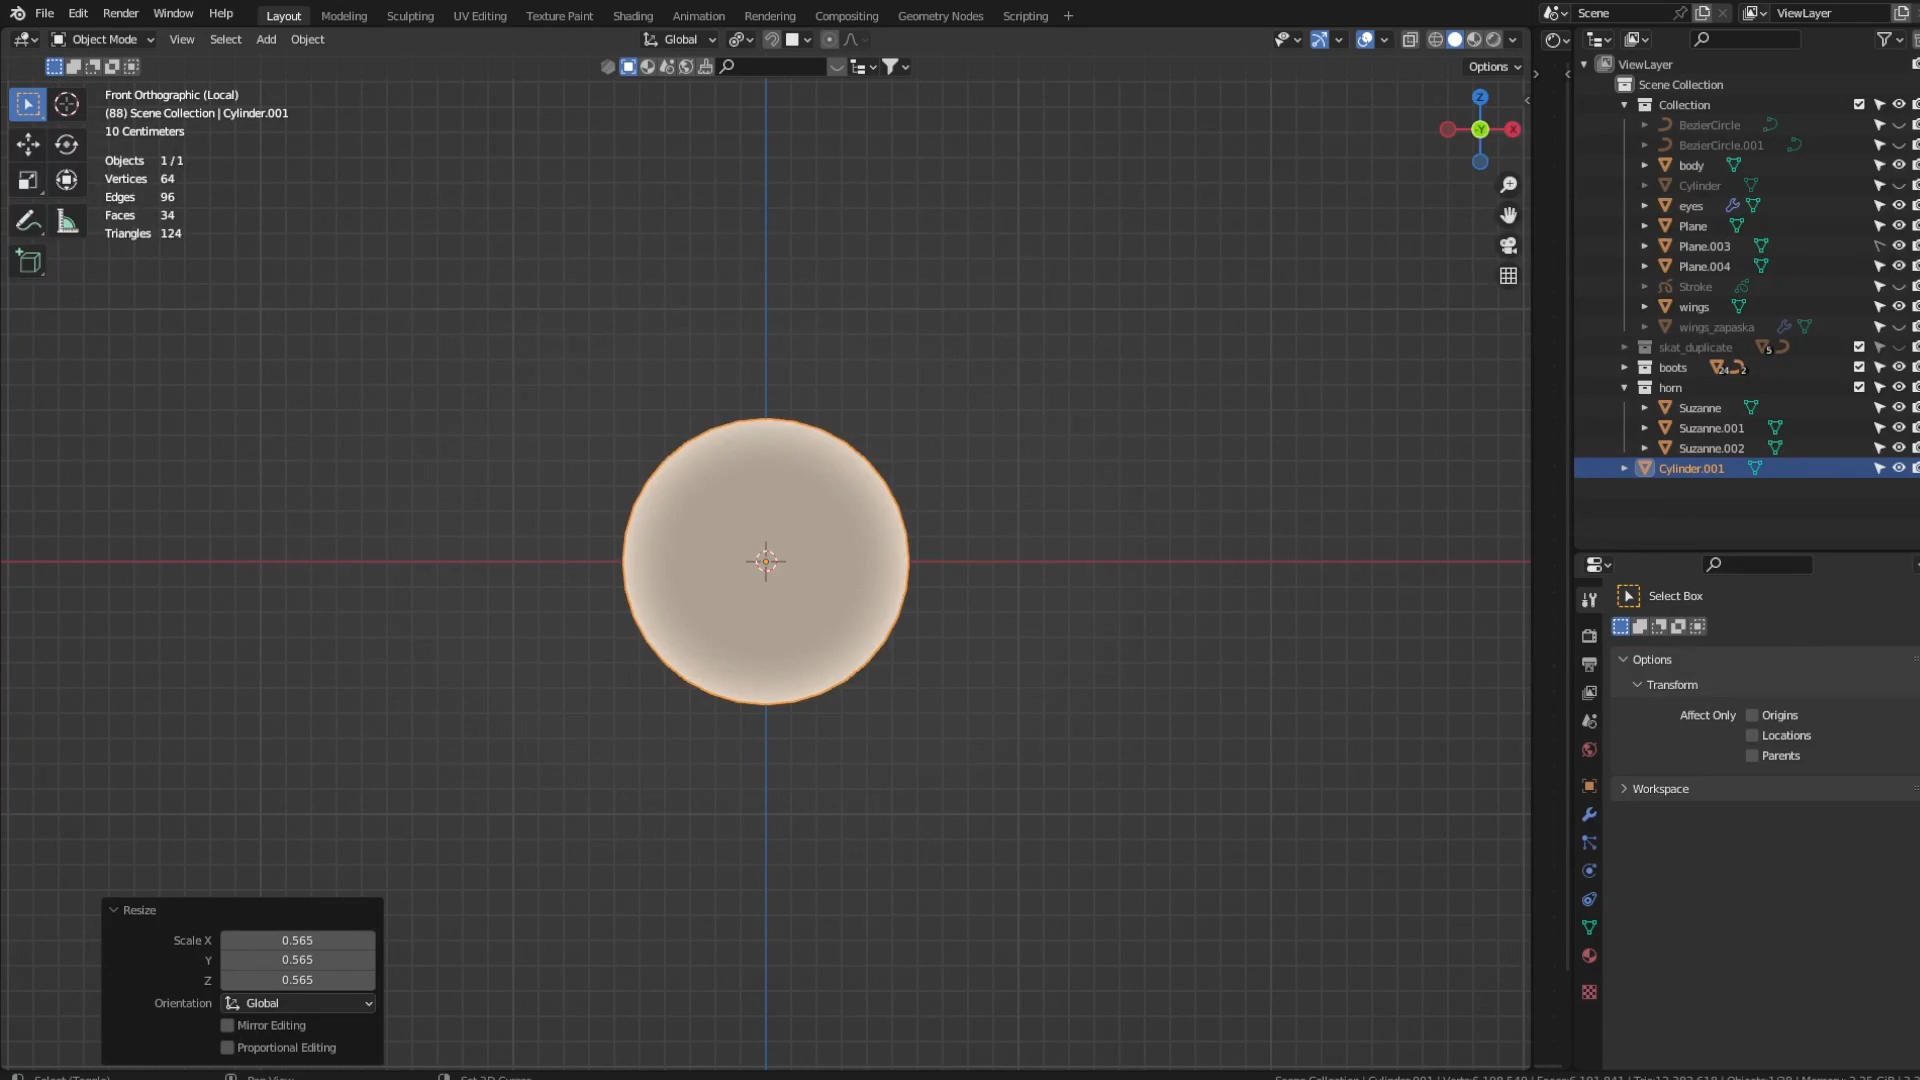 File Edit Render Window Help Layout Modeling Sculpting UV Editing Texture Paint Shading Animation Rendering Compositing Geometry Nodes Scripting + Scene ViewLayer
Object Mode View Select Add Object Global
Options
Front Orthographic (Local)
(88) Scene Collection | Cylinder.001
10 Centimeters
Objects 1/1
Vertices 64
Edges 96
Faces 34
Triangles 124
Z
-Y X
ViewLayer
Scene Collection
Collection
BezierCircle
BezierCircle.001
body
Cylinder
eyes
Plane
Plane.003
Plane.004
Stroke
wings
wings_zapaska
skat_duplicate 5
boots 24 2
horn
Suzanne
Suzanne.001
Suzanne.002
Cylinder.001
Select Box
Options
Transform
Affect Only Origins
Locations
Parents
Workspace
Resize
Scale X 0.565
Y 0.565
Z 0.565
Orientation Global
Mirror Editing
Proportional Editing